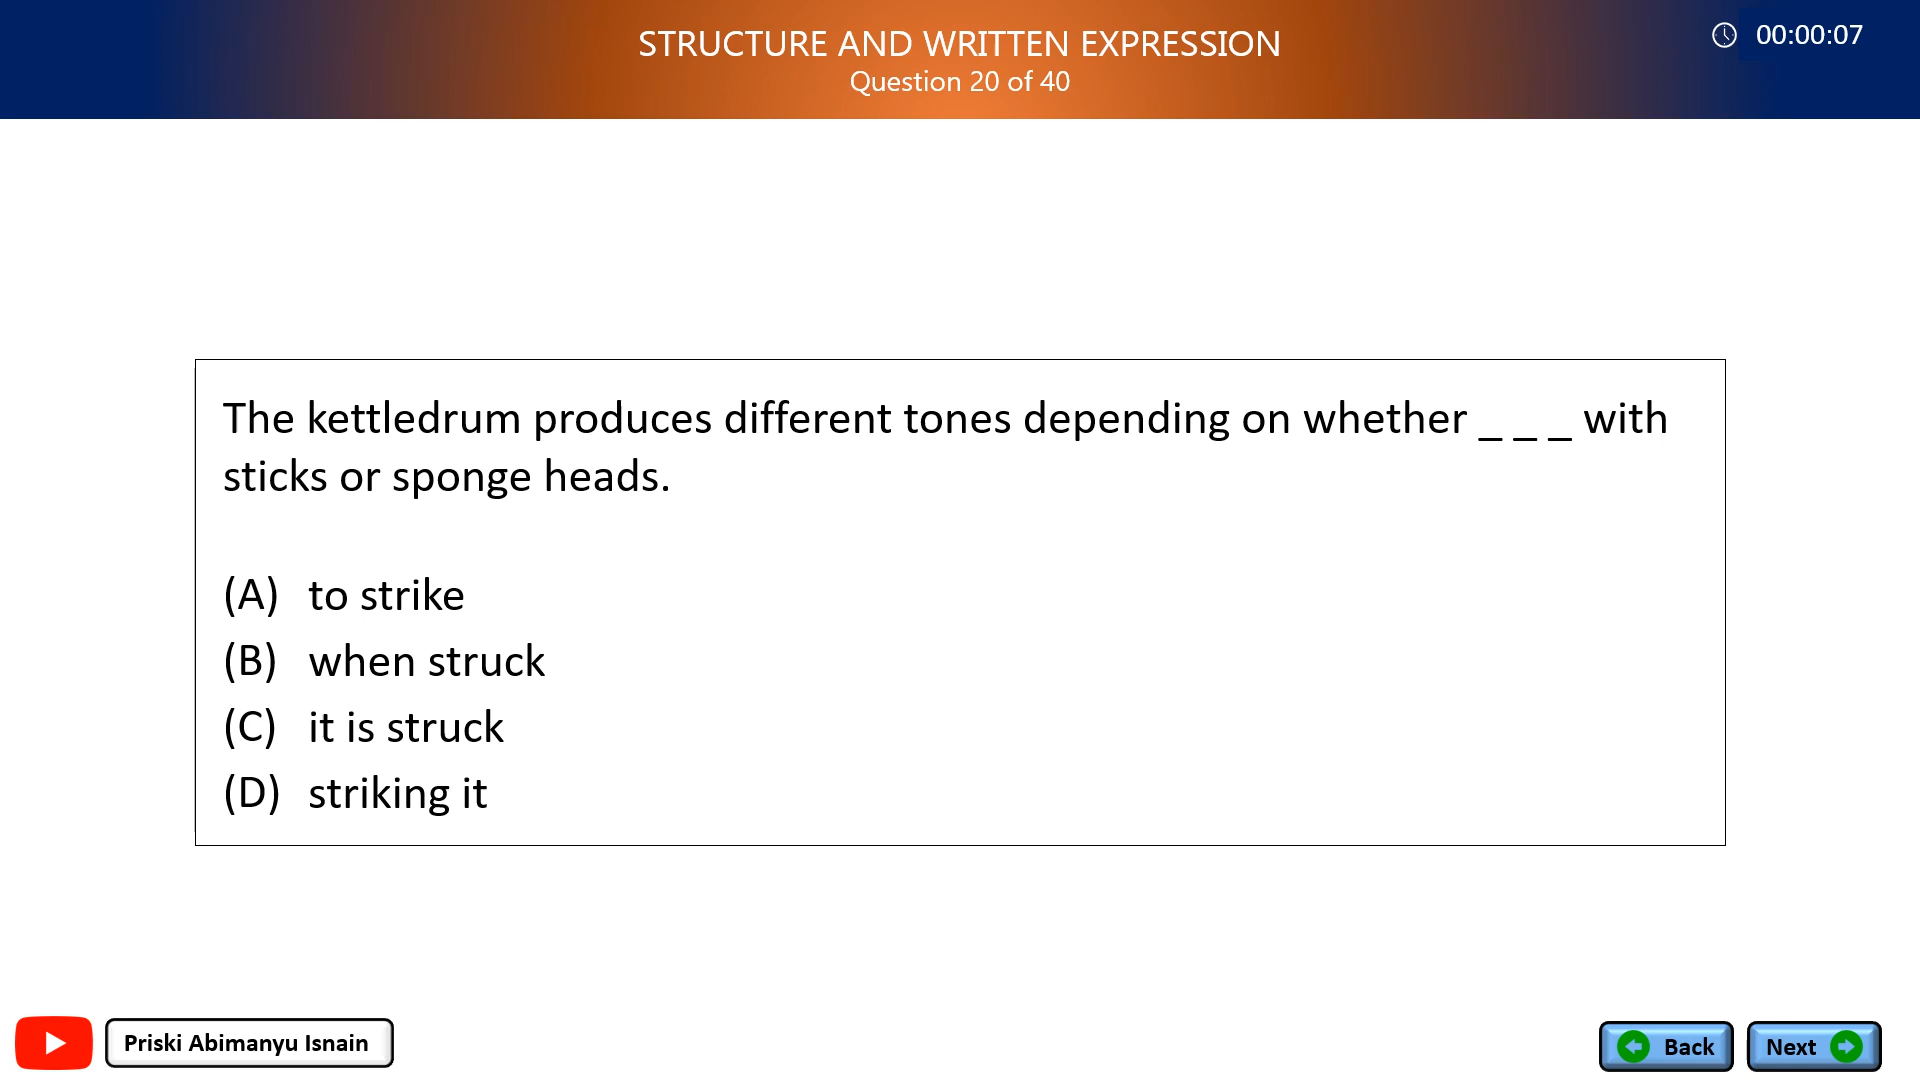 STRUCTURE AND WRITTEN EXPRESSION
Question 20 of 40
00:00:07
The kettledrum produces different tones depending on whether _ _ _ with
sticks or sponge heads.
(A) to strike
(B) when struck
(C) it is struck
(D) striking it
Priski Abimanyu Isnain
Back
Next